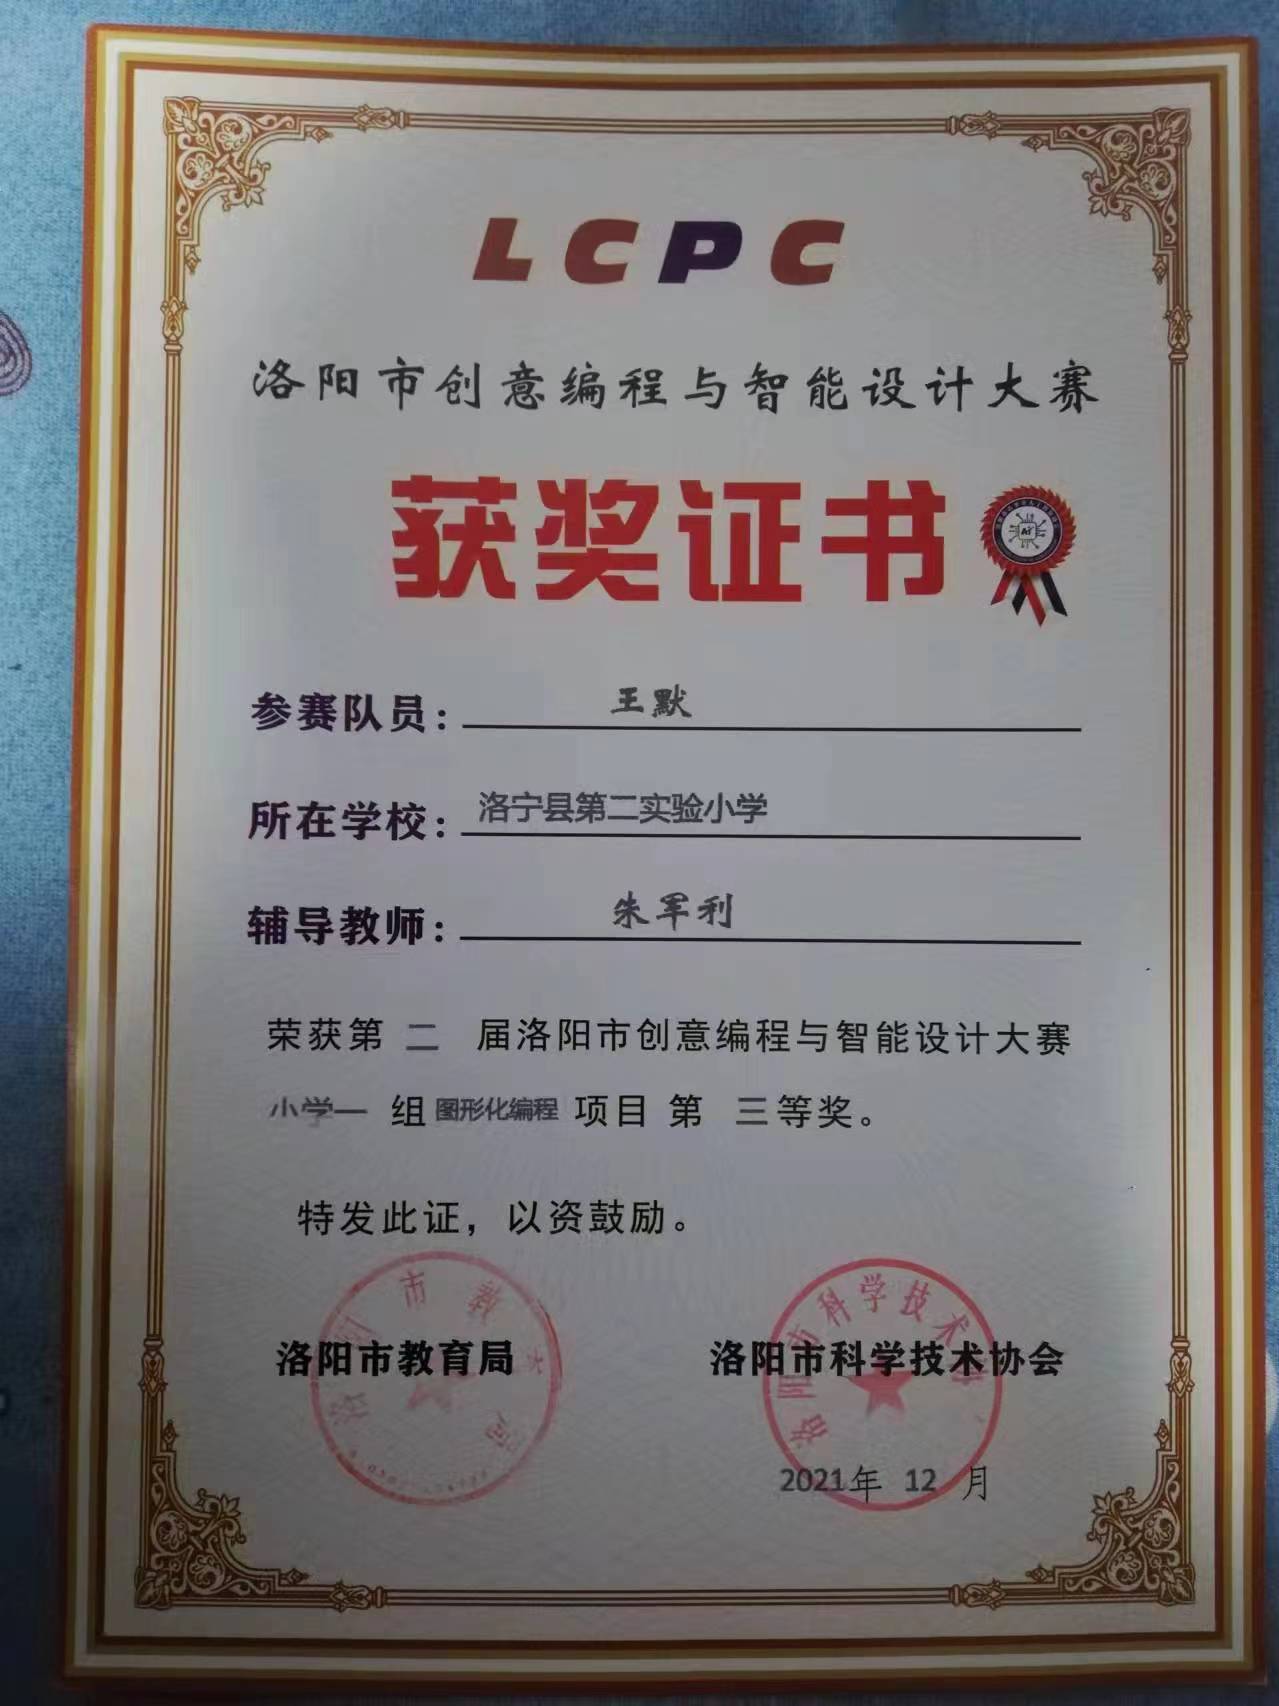 LCPC
洛阳市创意编程与智能设计大赛
获奖证书
参赛队员：王默
所在学校：洛宁县第二实验小学
辅导教师：朱军利
荣获第 二 届洛阳市创意编程与智能设计大赛
小学一 组 图形化编程 项目 第 三等奖。
特发此证，以资鼓励。
洛阳市教育局 洛阳市科学技术协会
2021年 12 月